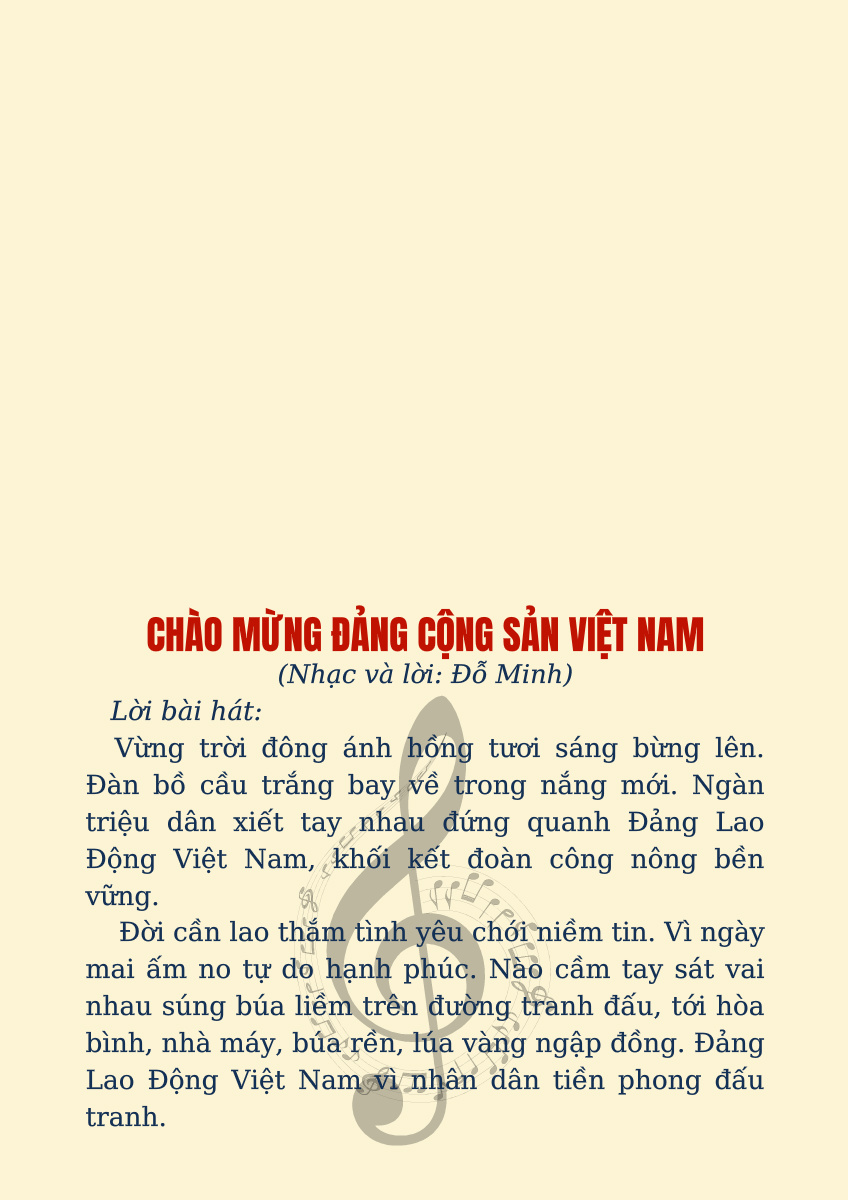 CHÀO MỪNG ĐẢNG CỘNG SẢN VIỆT NAM
(Nhạc và lời: Đỗ Minh)
Lời bài hát:
Vừng trời đông ánh hồng tươi sáng bừng lên.
Đàn bồ cầu trắng bay về trong nắng mới. Ngàn
triệu dân xiết tay nhau đứng quanh Đảng Lao
Động Việt Nam, khối kết đoàn công nông bền
vững.
Đời cần lao thắm tình yêu chới niềm tin. Vì ngày
mai ấm no tự do hạnh phúc. Nào cầm tay sát vai
nhau súng búa liềm trên đường tranh đấu, tới hòa
bình, nhà máy, búa rền, lúa vàng ngập đồng. Đảng
Lao Động Việt Nam vì nhân dân tiền phong đấu
tranh.